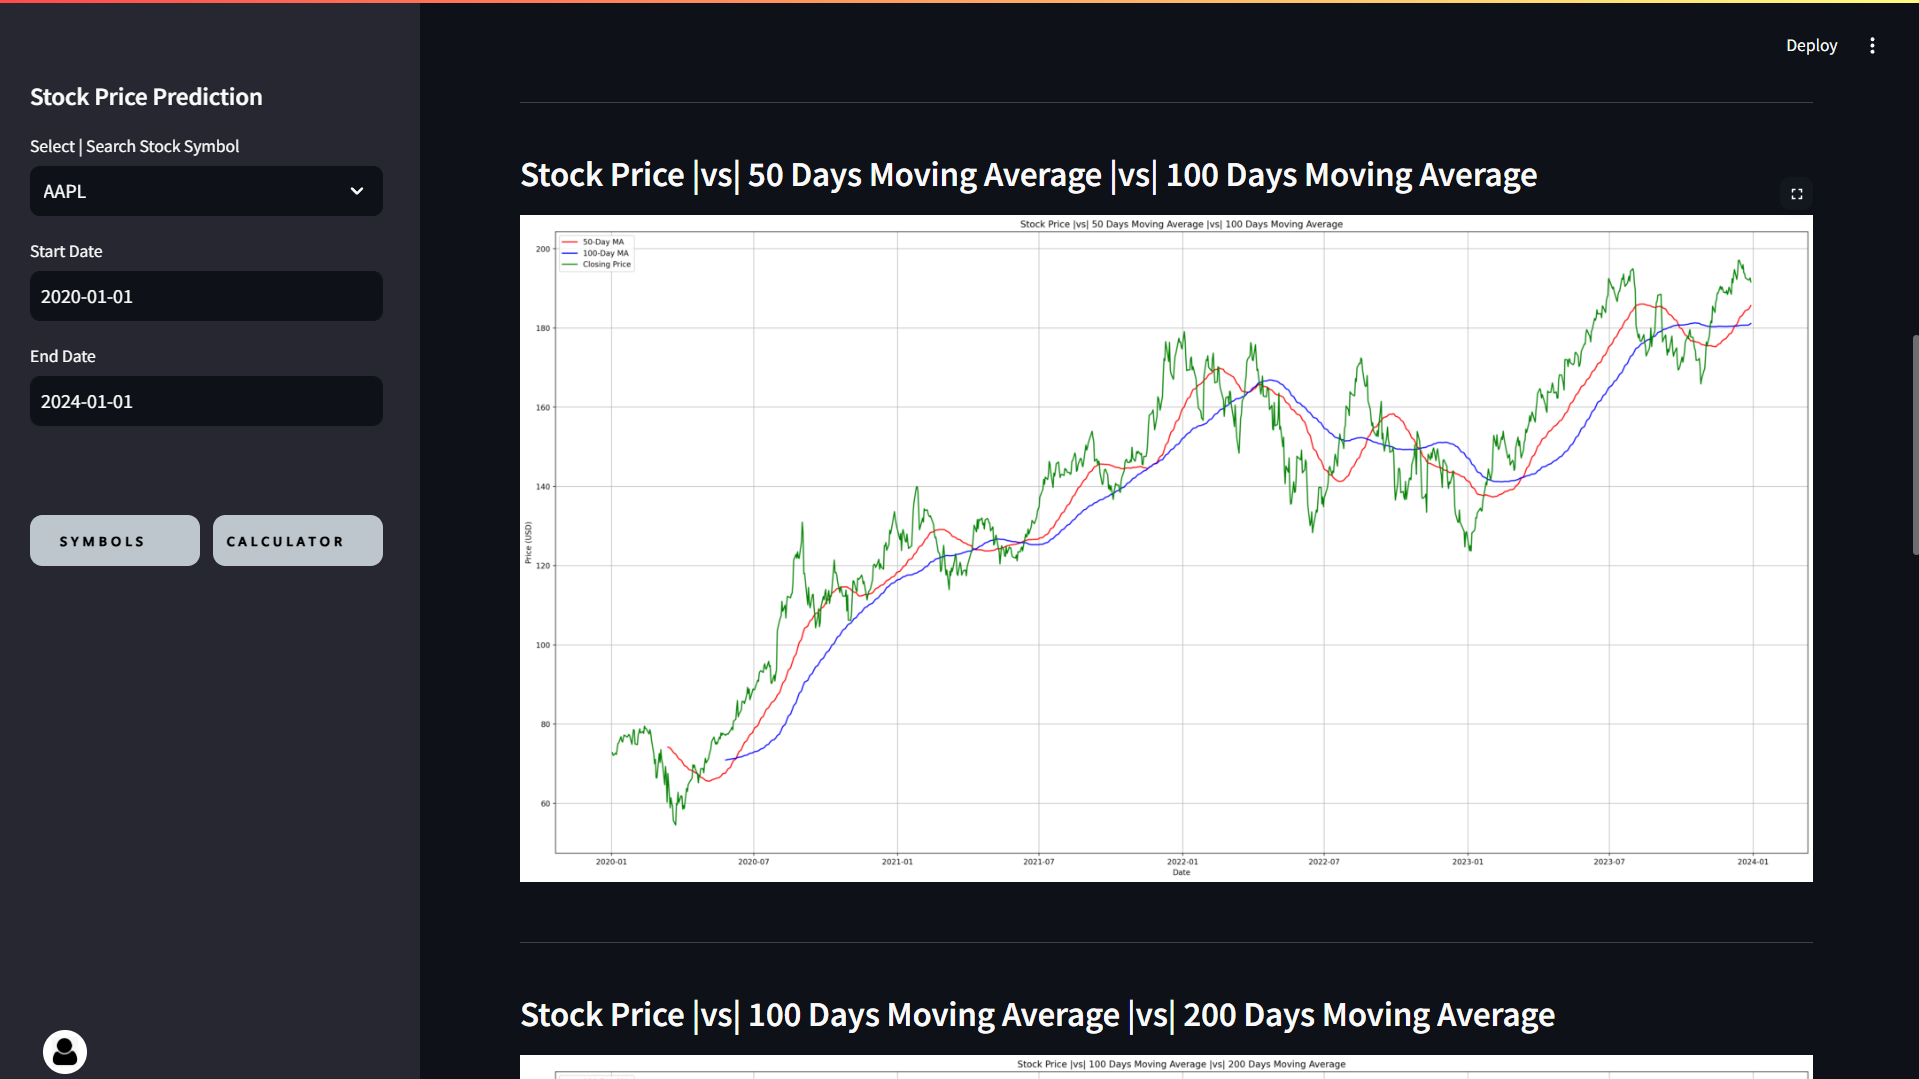 Deploy
Stock Price Prediction
Select | Search Stock Symbol
AAPL
Start Date
2020-01-01
End Date
2024-01-01
SYMBOLS
CALCULATOR
Stock Price |vs| 50 Days Moving Average |vs| 100 Days Moving Average
Stock Price |vs| 50 Days Moving Average |vs| 100 Days Moving Average
50-Day MA
100-Day MA
Closing Price
200
180
160
140
120
100
80
60
Price (USD)
2020-01 2020-07 2021-01 2021-07 2022-01 2022-07 2023-01 2023-07 2024-01
Date
Stock Price |vs| 100 Days Moving Average |vs| 200 Days Moving Average
Stock Price |vs| 100 Days Moving Average |vs| 200 Days Moving Average